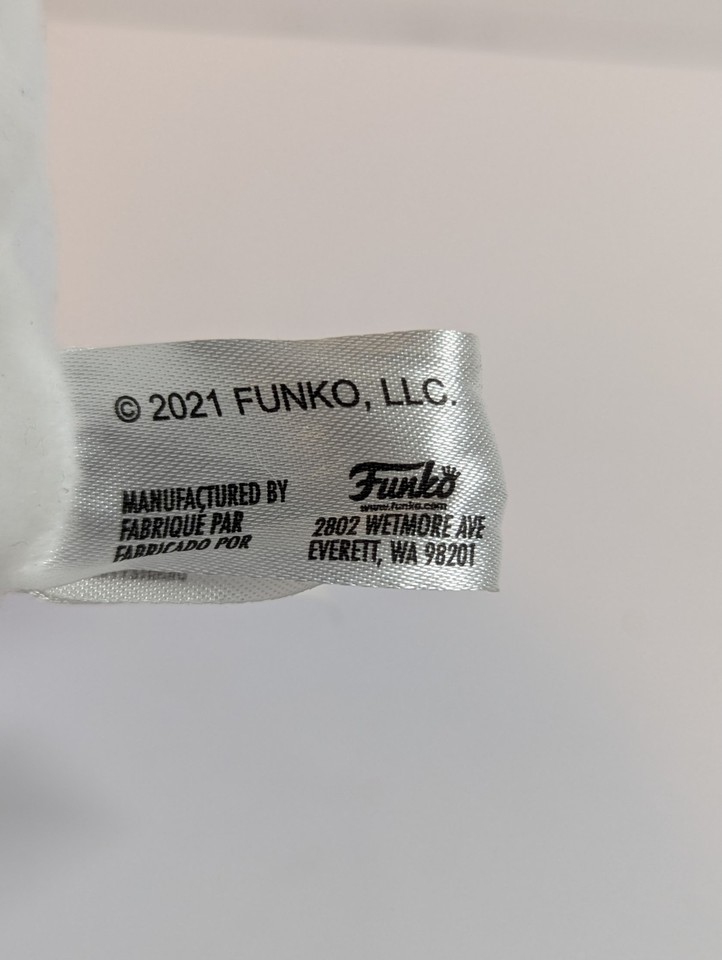 © 2021 FUNKO, LLC.
MANUFACTURED BY
FABRIQUÉ PAR
FABRICADO POR
Funko
www.funko.com
2802 WETMORE AVE
EVERETT, WA 98201